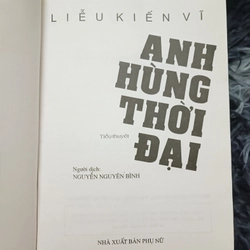 LIỄU KIẾN VĨ
ANH
HÙNG
THỜI
ĐẠI
Tiểu thuyết
Người dịch:
NGUYỄN NGUYÊN BÌNH
NHÀ XUẤT BẢN PHỤ NỮ